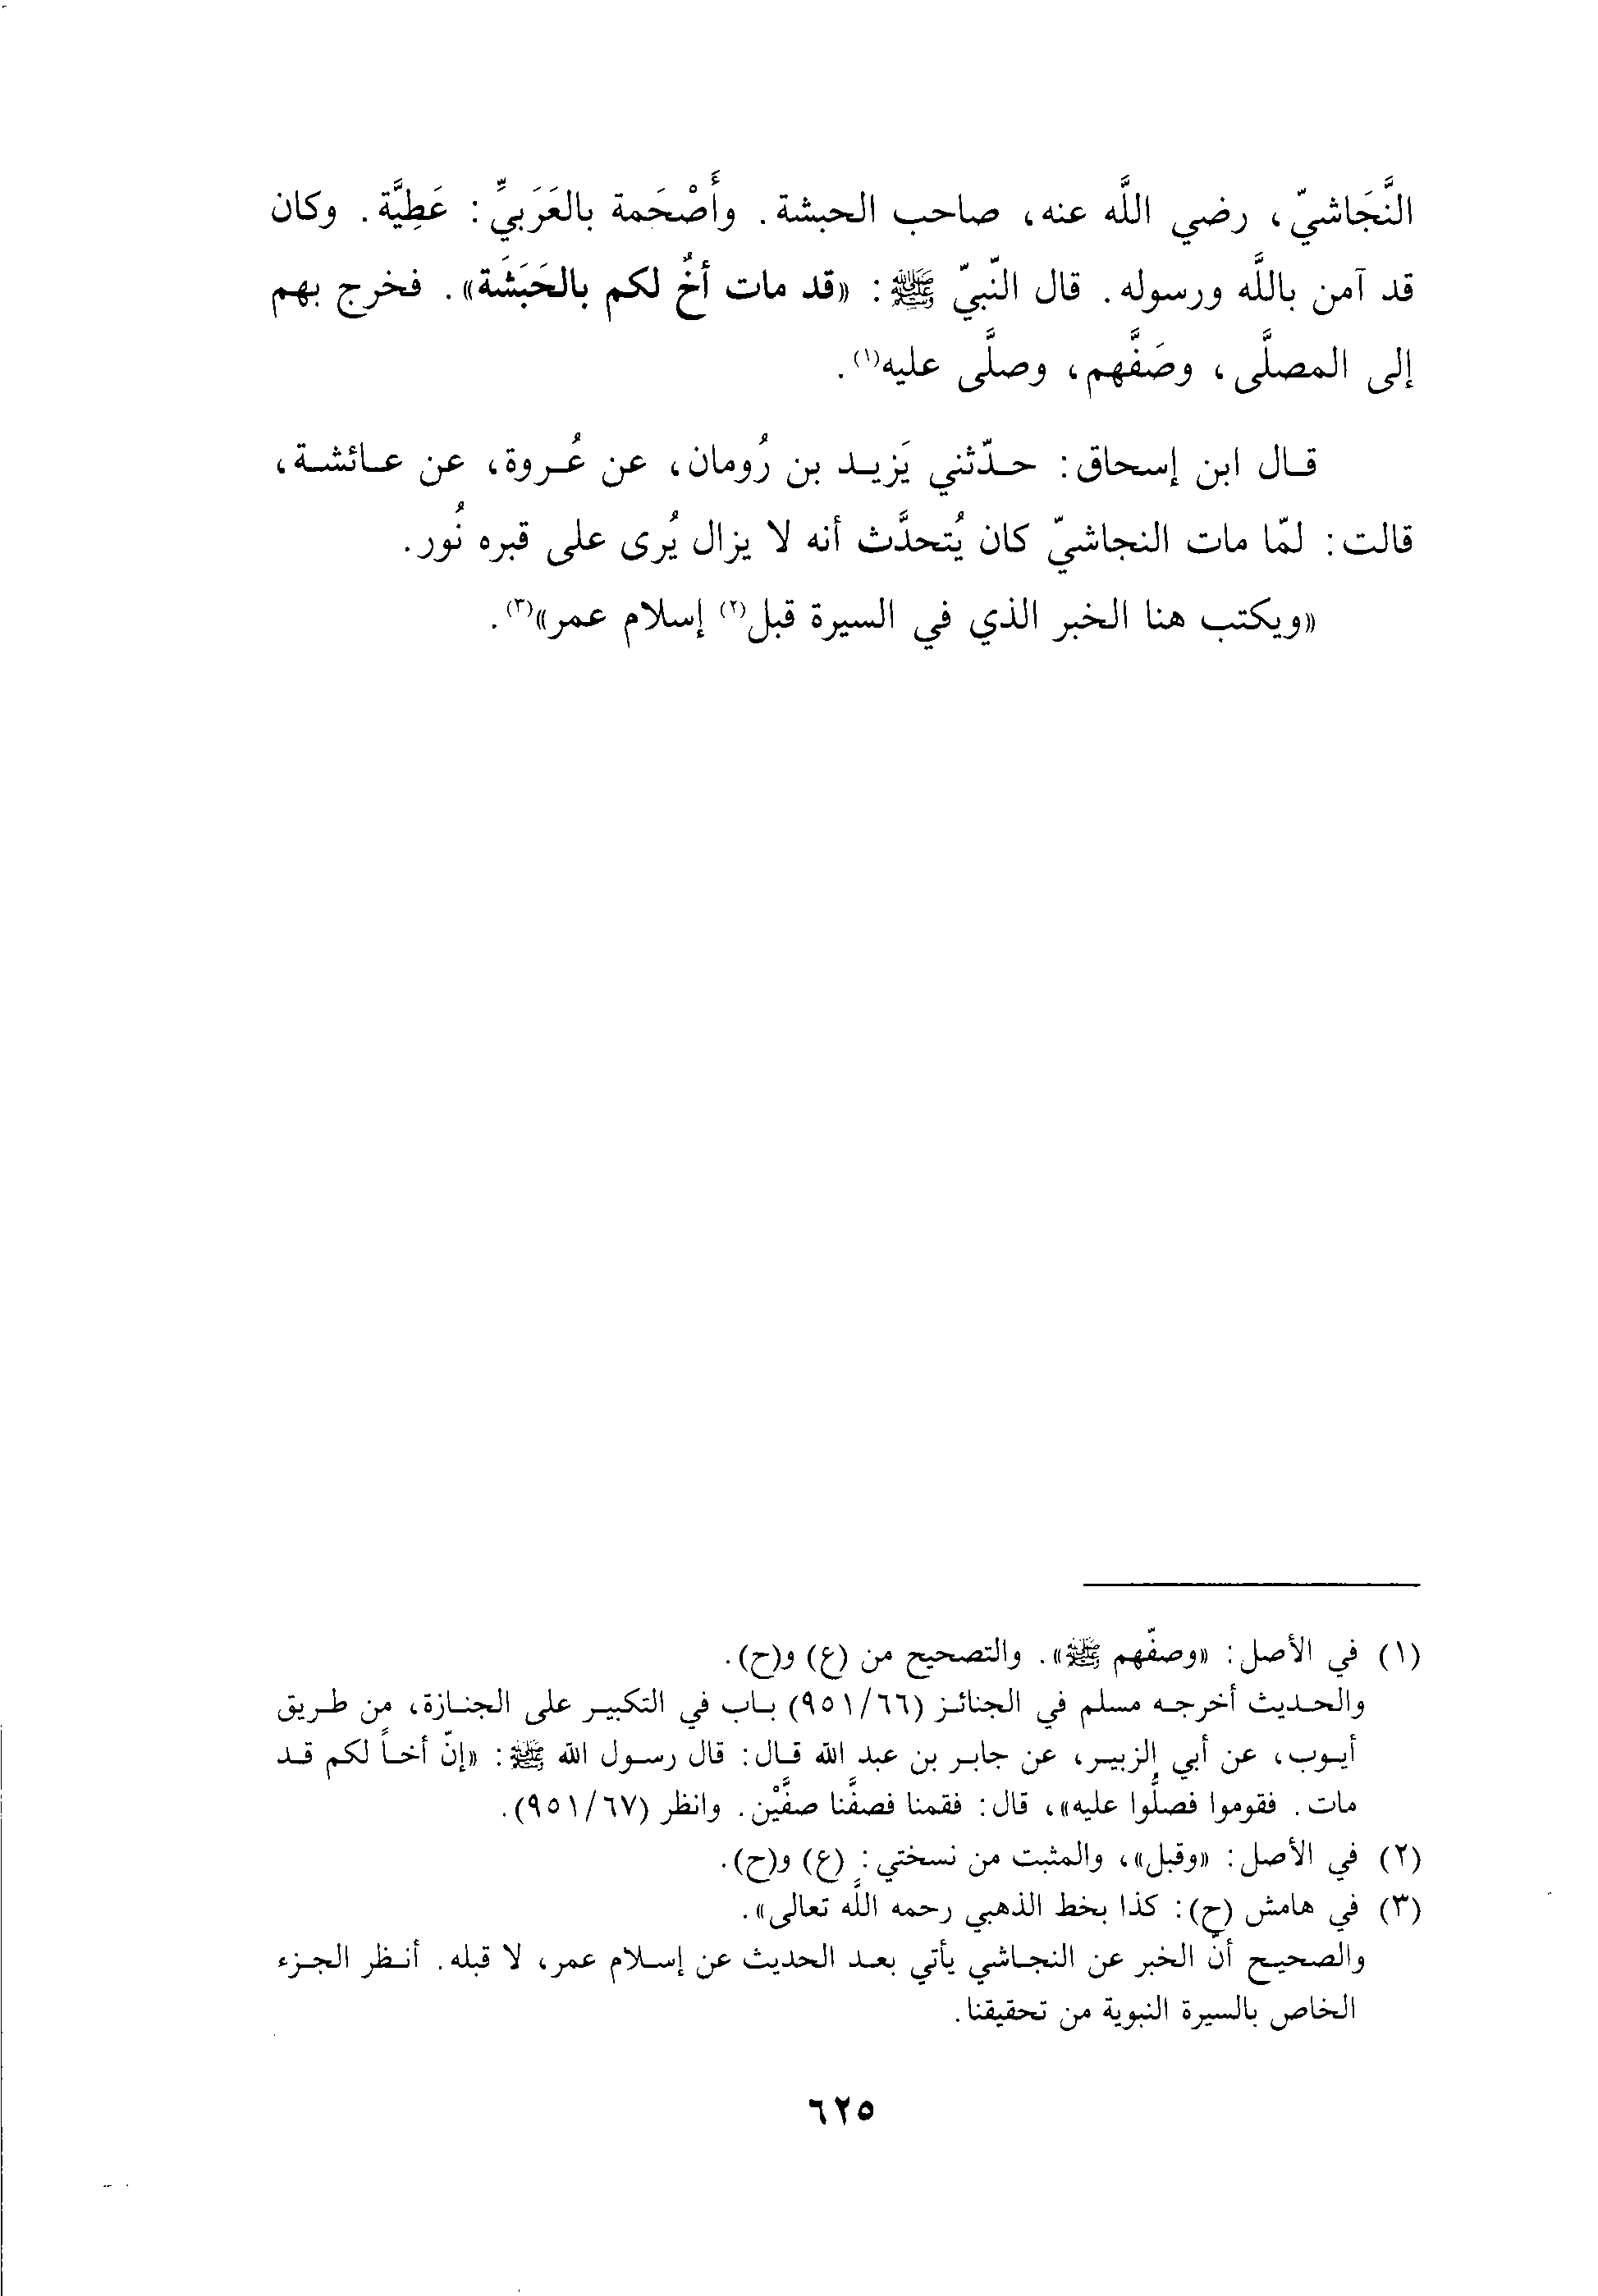 النَّجَاشيّ، رضي اللَّه عنه، صاحب الحبشة. وأَصْحَمة بالعَرَبيِّ: عَطِيَّة. وكان
قد آمن باللَّه ورسوله. قال النّبيّ ﷺ: «قد مات أخٌ لكم بالحَبَشَة». فخرج بهم
إلى المصلَّى، وصَفَّهم، وصلَّى عليه(١).
قال ابن إسحاق: حدّثني يَزيد بن رُومان، عن عُروة، عن عائشة،
قالت: لمّا مات النجاشيّ كان يُتحدَّث أنه لا يزال يُرى على قبره نُور.
«ويكتب هنا الخبر الذي في السيرة قبل(٢) إسلام عمر»(٣).
(١) في الأصل: «وصفّهم ﷺ». والتصحيح من (ع) و(ح).
والحديث أخرجه مسلم في الجنائز (٩٥١/٦٦) باب في التكبير على الجنازة، من طريق
أيوب، عن أبي الزبير، عن جابر بن عبد الله قال: قال رسول الله ﷺ: «إنّ أخاً لكم قد
مات. فقوموا فصلُّوا عليه»، قال: فقمنا فصفَّنا صفَّيْن. وانظر (٩٥١/٦٧).
(٢) في الأصل: «وقبل»، والمثبت من نسختي: (ع) و(ح).
(٣) في هامش (ح): كذا بخط الذهبي رحمه اللَّه تعالى».
والصحيح أنّ الخبر عن النجاشي يأتي بعد الحديث عن إسلام عمر، لا قبله. أنظر الجزء
الخاص بالسيرة النبوية من تحقيقنا.
٦٢٥